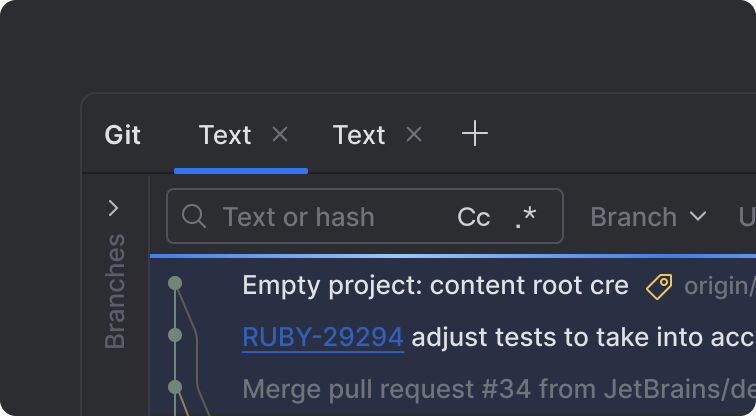 Git Text Text
Text or hash Cc .* Branch U
Branches
Empty project: content root cre origin/
RUBY-29294 adjust tests to take into acc
Merge pull request #34 from JetBrains/de